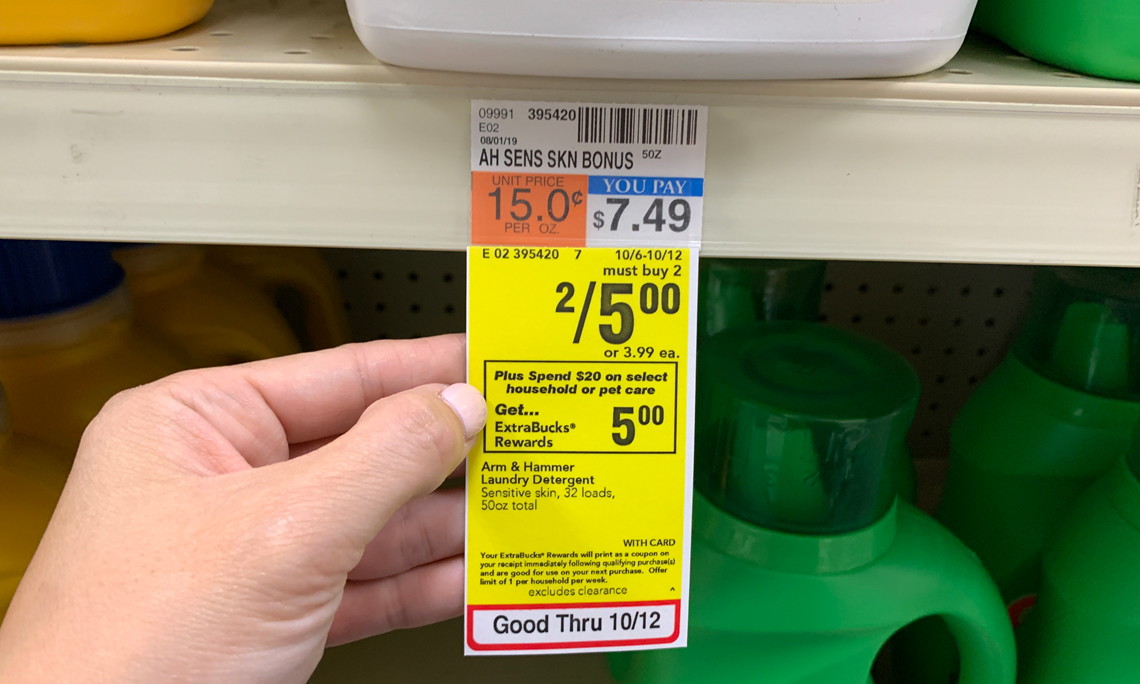 09991 395420
E02
08/01/19
AH SENS SKN BONUS 50Z
UNIT PRICE
15.0¢
PER OZ.
YOU PAY
$7.49
E 02 395420 7 10/6-10/12
must buy 2
2/500
or 3.99 ea.
Plus Spend $20 on select
household or pet care
Get...
ExtraBucks®
Rewards
500
Arm & Hammer
Laundry Detergent
Sensitive skin, 32 loads,
50oz total
WITH CARD
Your ExtraBucks® Rewards will print as a coupon on
your receipt immediately following qualifying purchase(s)
and are good for use on your next purchase. Offer
limit of 1 per household per week.
excludes clearance ^
Good Thru 10/12